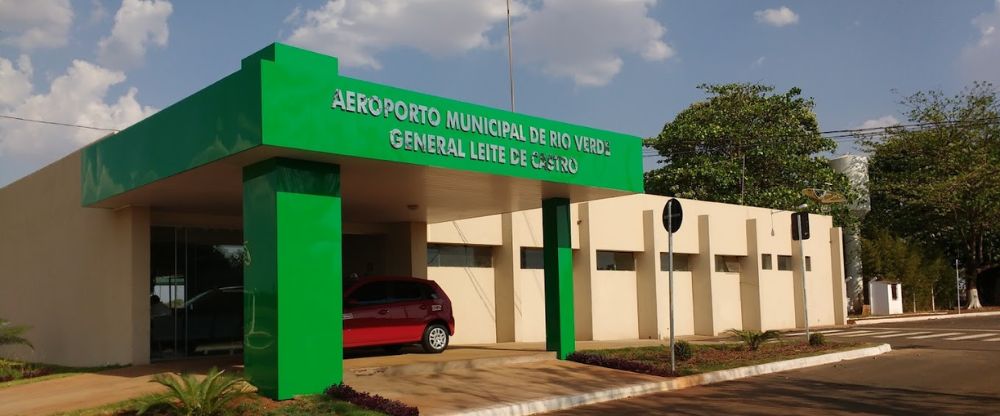 AEROPORTO MUNICIPAL DE RIO VERDE
GENERAL LEITE DE CASTRO